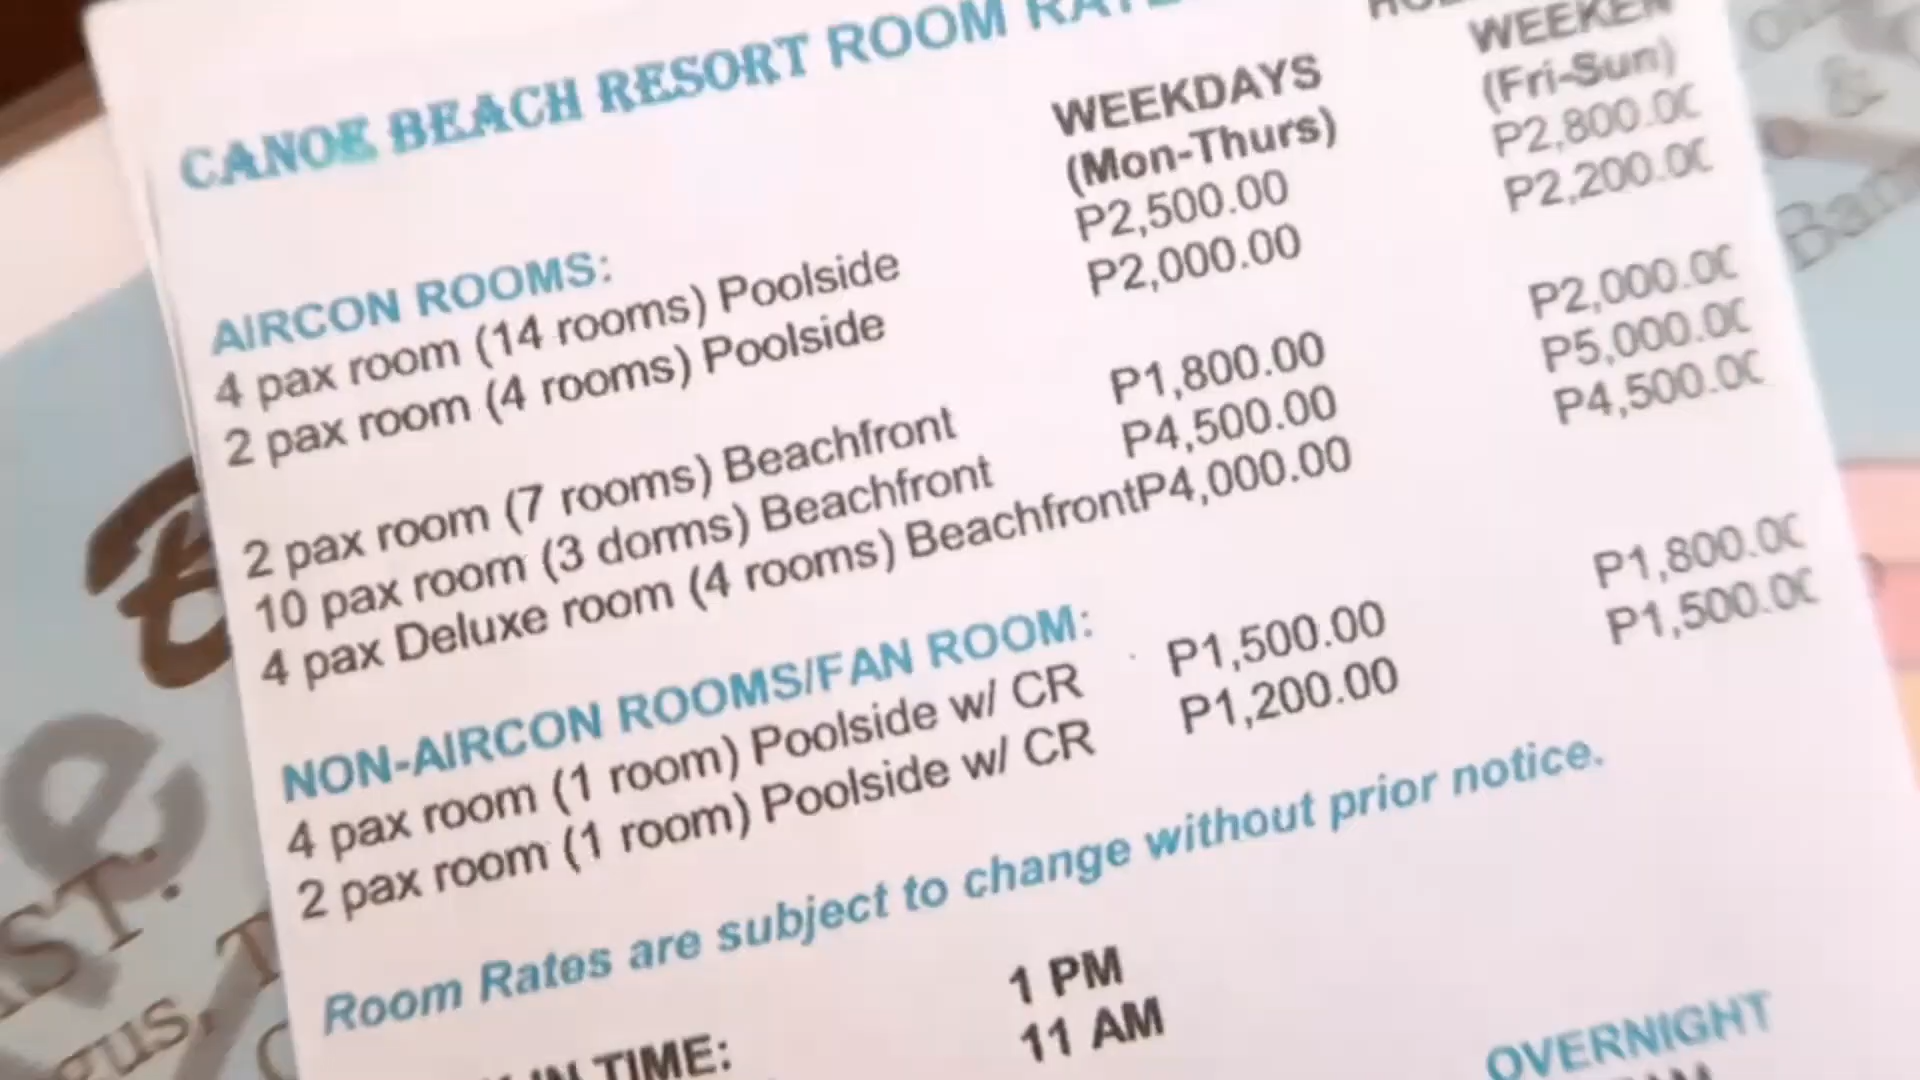 CANOE BEACH RESORT ROOM
WEEKDAYS
(Mon-Thurs)
(Fri-Sun)
AIRCON ROOMS:
4 pax room (14 rooms) Poolside P2,500.00 P2,800.00
2 pax room (4 rooms) Poolside P2,000.00 P2,200.00
2 pax room (7 rooms) Beachfront P1,800.00 P2,000.00
10 pax room (3 dorms) Beachfront P4,500.00 P5,000.00
4 pax Deluxe room (4 rooms) BeachfrontP4,000.00 P4,500.00
NON-AIRCON ROOMS/FAN ROOM:
4 pax room (1 room) Poolside w/ CR P1,500.00 P1,800.00
2 pax room (1 room) Poolside w/ CR P1,200.00 P1,500.00
Room Rates are subject to change without prior notice.
IN TIME: 1 PM
11 AM
OVERNIGHT